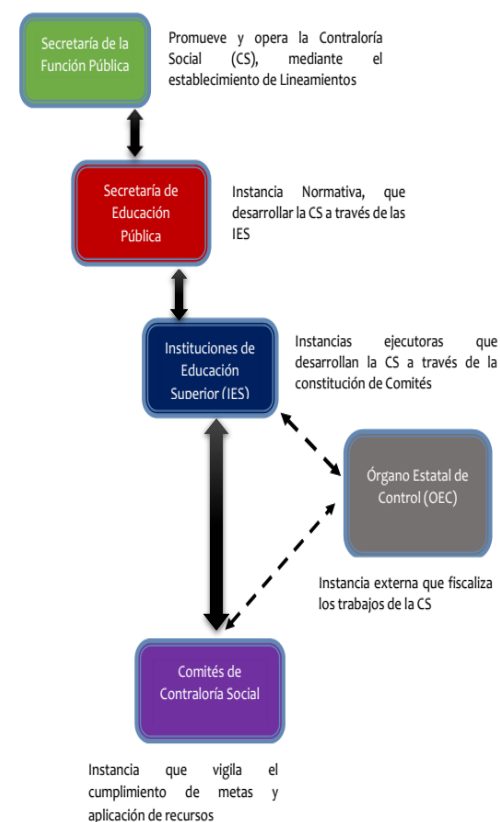 Secretaría de la
Función Pública
Promueve y opera la Contraloría
Social (CS), mediante el
establecimiento de Lineamientos
Secretaría de
Educación
Pública
Instancia Normativa, que
desarrollar la CS a través de las
IES
Instituciones de
Educación
Superior (IES)
Instancias ejecutoras que
desarrollan la CS a través de la
constitución de Comités
Órgano Estatal de
Control (OEC)
Instancia externa que fiscaliza
los trabajos de la CS
Comités de
Contraloría Social
Instancia que vigila el
cumplimiento de metas y
aplicación de recursos